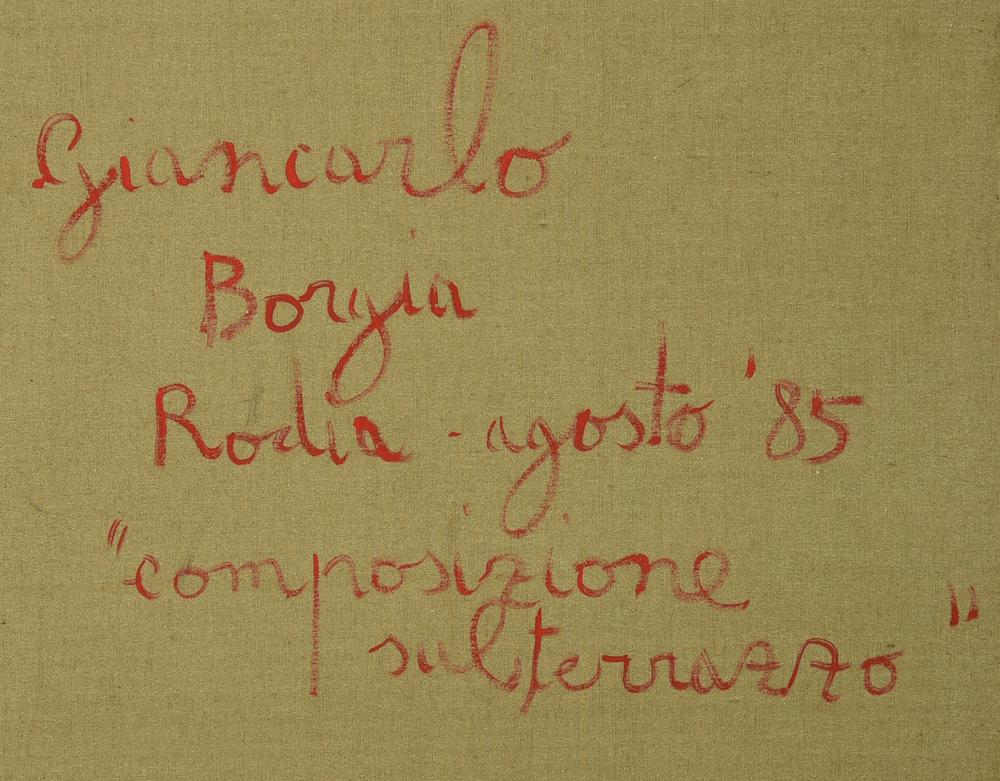 Giancarlo
Borgia
Rodia - agosto '85
"composizione
sul terrazzo"